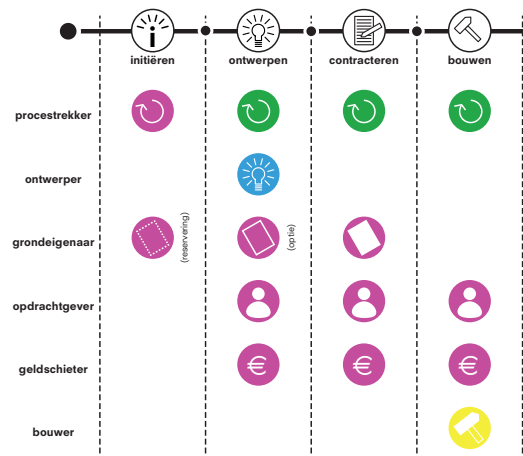 initiëren
ontwerpen
contracteren
bouwen
procestrekker
ontwerper
grondeigenaar
(reservering)
(optie)
opdrachtgever
geldschieter
€
€
€
bouwer